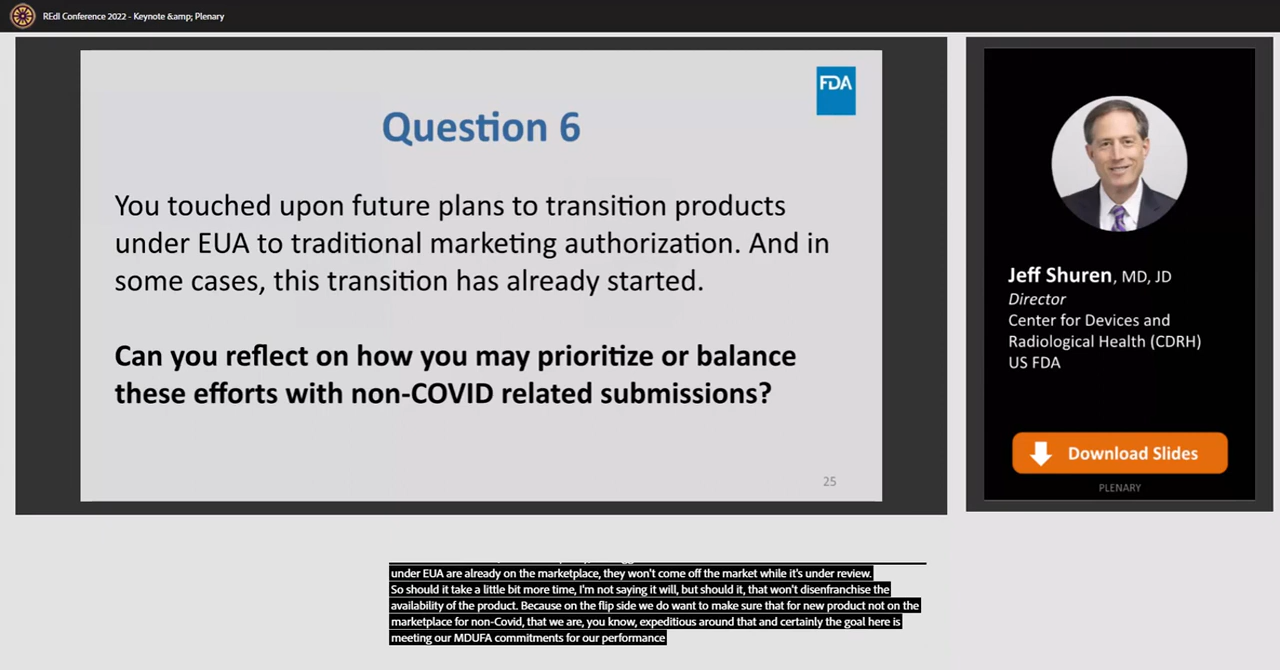 REdI Conference 2022 - Keynote &amp; Plenary
FDA
Question 6
You touched upon future plans to transition products
under EUA to traditional marketing authorization. And in
some cases, this transition has already started.
Can you reflect on how you may prioritize or balance
these efforts with non-COVID related submissions?
25
Jeff Shuren, MD, JD
Director
Center for Devices and
Radiological Health (CDRH)
US FDA
Download Slides
PLENARY
under EUA are already on the marketplace, they won't come off the market while it's under review.
So should it take a little bit more time, I'm not saying it will, but should it, that won't disenfranchise the
availability of the product. Because on the flip side we do want to make sure that for new product not on the
marketplace for non-Covid, that we are, you know, expeditious around that and certainly the goal here is
meeting our MDUFA commitments for our performance